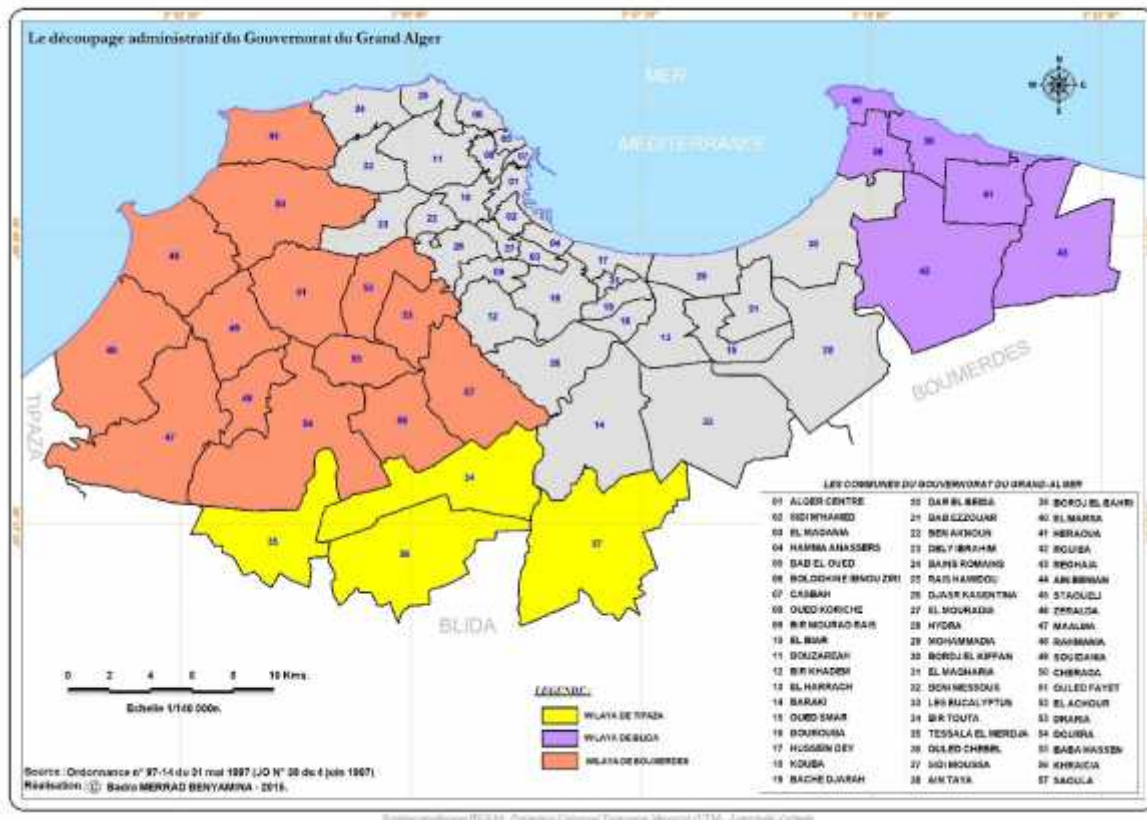 Le découpage administratif du Gouvernorat du Grand Alger
MER
MEDITERRANEE
N
W
S
TIPAZA
BLIDA
BOUMERDES
LES COMMUNES DU GOUVERNORAT DU GRAND-ALGER
01 ALGER CENTRE
02 SIDI M'HAMED
03 EL MADANIA
04 HAMMA ANASSERS
05 BAB EL OUED
06 BOLOGHINE IBNOU ZIRI
07 CASBAH
08 OUED KORICHE
09 BIR MOURAD RAIS
10 EL BIAR
11 BOUZAREAH
12 BIR KHADEM
13 EL HARRACH
14 BARAKI
15 OUED SMAR
16 BOUROUBA
17 HUSSEIN DEY
18 KOUBA
19 BACHE DJARAH
20 DAR EL BEIDA
21 BAB EZZOUAR
22 BEN AKNOUN
23 DELY IBRAHIM
24 BAINS ROMAINS
25 RAIS HAMIDOU
26 DJASR KASENTINA
27 EL MOURADIA
28 HYDRA
29 MOHAMMADIA
30 BORDJ EL KIFFAN
31 EL MAGHARIA
32 BENI MESSOUS
33 LES EUCALYPTUS
34 BIR TOUTA
35 TESSALA EL MERDJA
36 OULED CHEBEL
37 SIDI MOUSSA
38 AIN TAYA
39 BORDJ EL BAHRI
40 EL MARSA
41 HERAOUA
42 ROUIBA
43 REGHAIA
44 AIN BENIAN
45 STAOUELI
46 ZERALDA
47 MAALMA
48 RAHMANIA
49 SOUIDANIA
50 CHERAGA
51 OULED FAYET
52 EL ACHOUR
53 DRARIA
54 DOUIRA
55 BABA HASSEN
56 KHRAICIA
57 SAOULA
0 2 4 6 8 10 Kms.
Echelle 1/140 000e.
LEGENDE :
WILAYA DE TIPAZA
WILAYA DE BLIDA
WILAYA DE BOUMERDES
Source : Ordonnance n° 97-14 du 31 mai 1997 (JO N° 38 du 4 juin 1997)
Réalisation : © Badra MERRAD BENYAMINA - 2015.